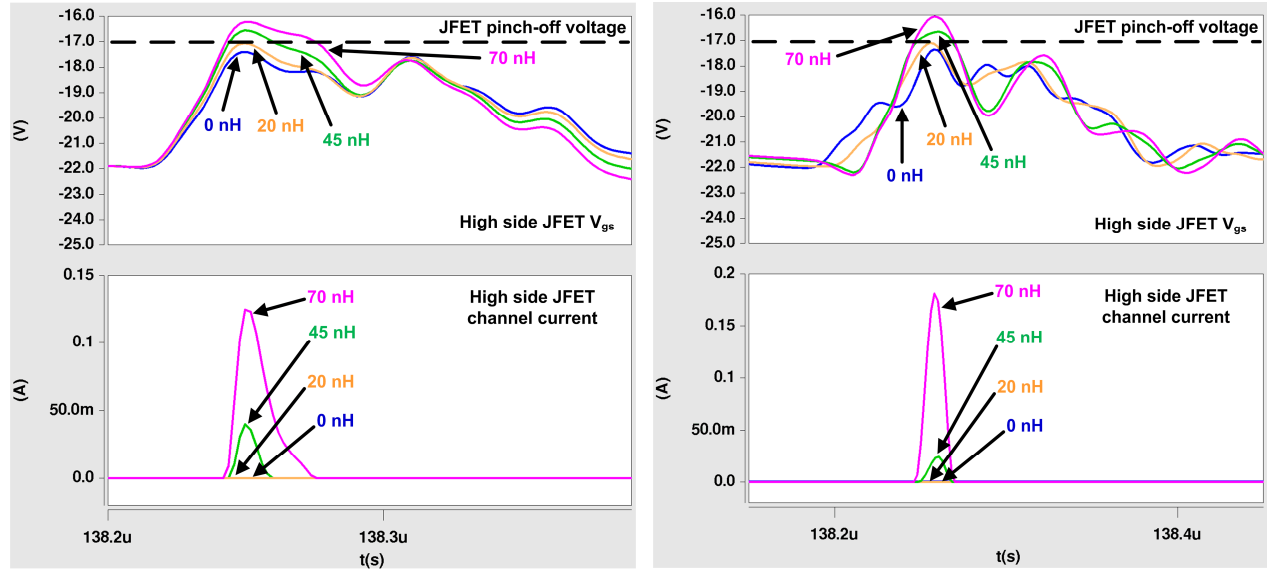 -16.0
-17.0
-18.0
-19.0
-20.0
-21.0
-22.0
-23.0
-24.0
-25.0
(V)
JFET pinch-off voltage
70 nH
0 nH
20 nH
45 nH
High side JFET Vgs
0.15
0.1
50.0m
0.0
(A)
70 nH
45 nH
20 nH
0 nH
High side JFET
channel current
138.2u
138.3u
t(s)
-16.0
-17.0
-18.0
-19.0
-20.0
-21.0
-22.0
-23.0
-24.0
-25.0
(V)
JFET pinch-off voltage
70 nH
20 nH
45 nH
0 nH
High side JFET Vgs
0.2
0.15
0.1
50.0m
0.0
(A)
70 nH
45 nH
20 nH
0 nH
High side JFET
channel current
138.2u
138.4u
t(s)